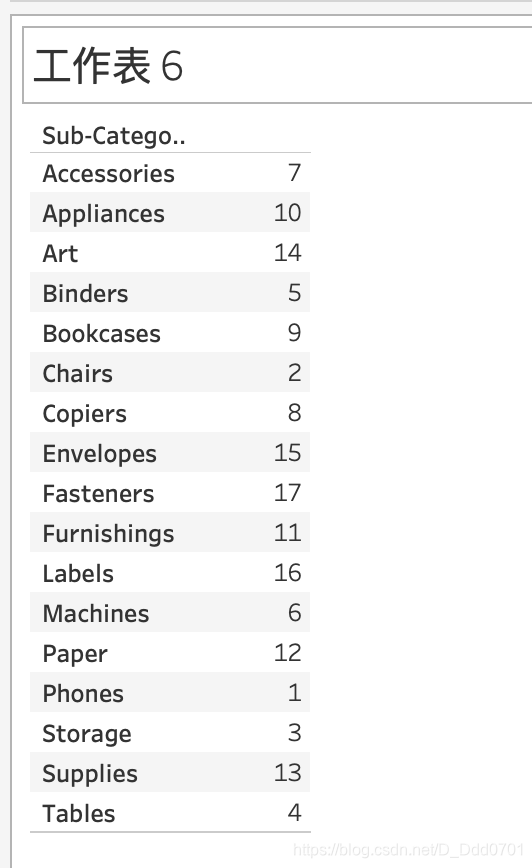 工作表 6
Sub-Catego..
Accessories 7
Appliances 10
Art 14
Binders 5
Bookcases 9
Chairs 2
Copiers 8
Envelopes 15
Fasteners 17
Furnishings 11
Labels 16
Machines 6
Paper 12
Phones 1
Storage 3
Supplies 13
Tables 4
https://blog.csdn.net/D_Ddd0701